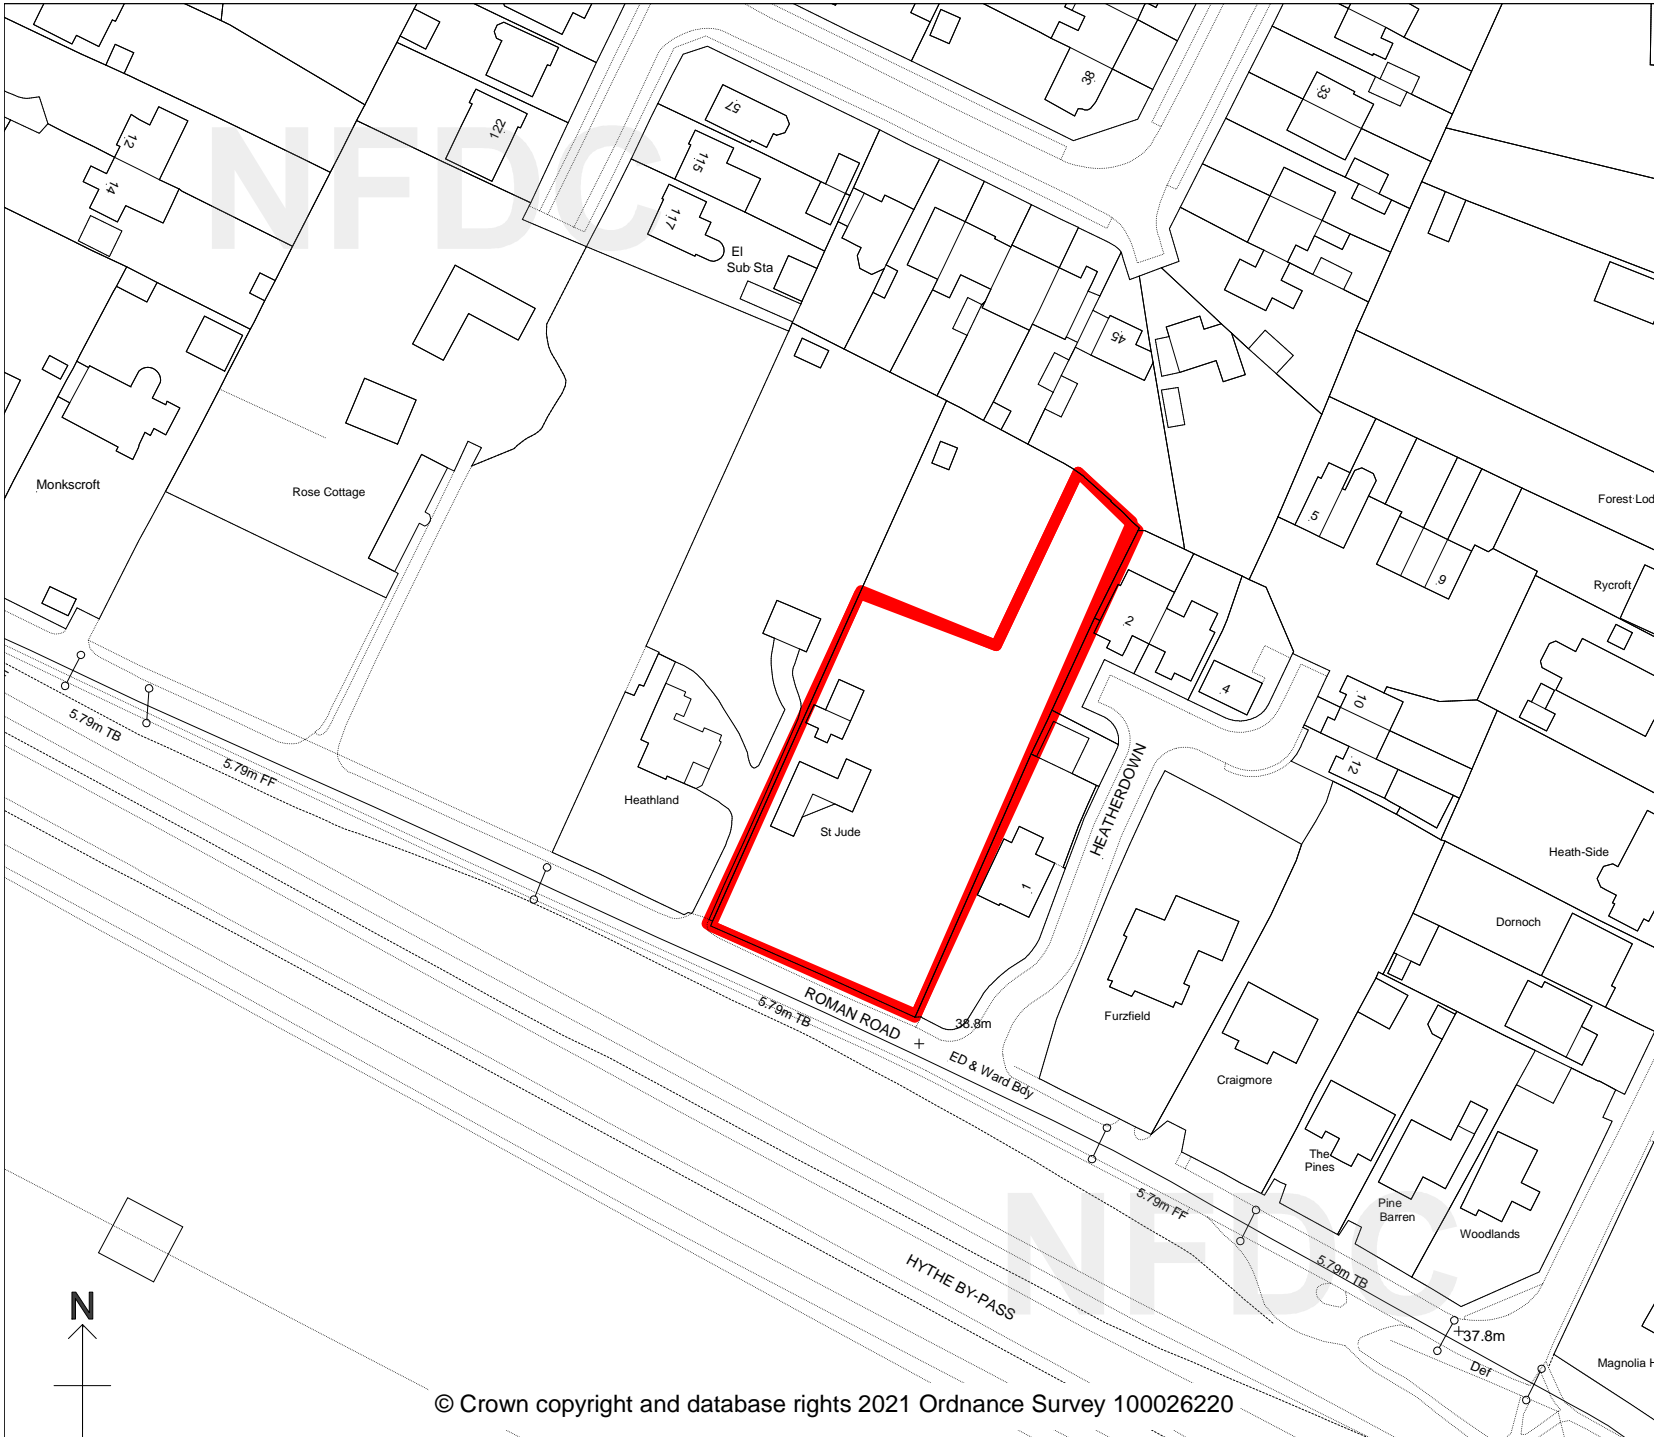 NFDC
38
33
57
122
12
14
115
117
El
Sub Sta
45
Monkscroft
Rose Cottage
5
9
Forest Lod
Rycroft
2
4
10
12
5.79m TB
5.79m FF
Heathland
St Jude
HEATHERDOWN
1
Heath-Side
Dornoch
ROMAN ROAD
5.79m TB
38.8m
ED & Ward Bdy
Furzfield
Craigmore
The
Pines
Pine
Barren
Woodlands
5.79m FF
5.79m TB
NFDC
HYTHE BY-PASS
N
37.8m
Def
Magnolia H
© Crown copyright and database rights 2021 Ordnance Survey 100026220